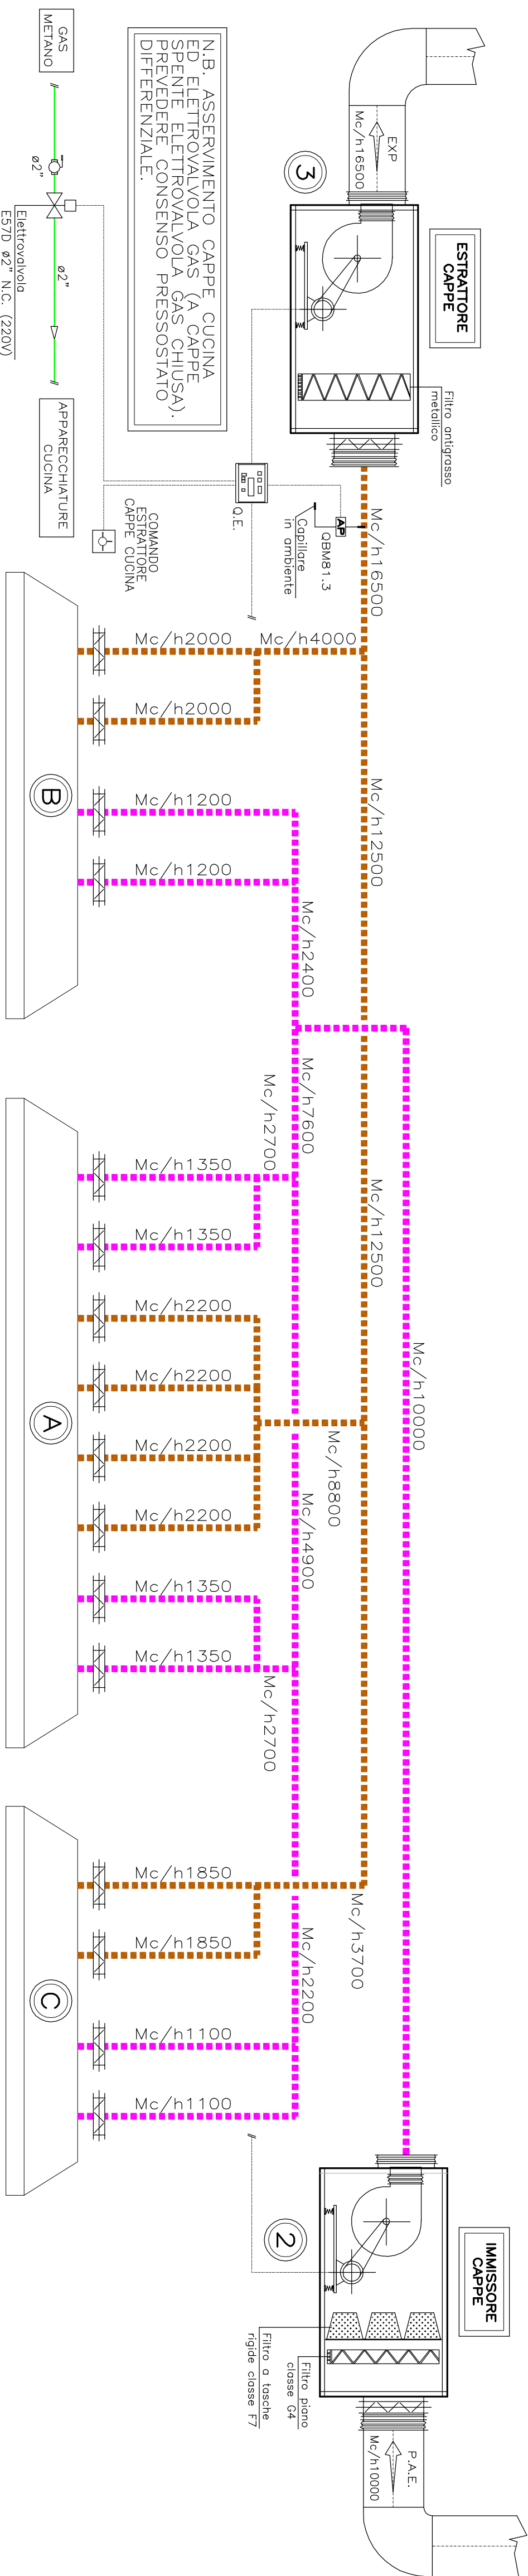 GAS
METANO
ø2"
ø2"
Elettrovalvola
E57D ø2" N.C. (220V)
APPARECCHIATURE
CUCINA
N.B. ASSERVIMENTO CAPPE CUCINA
ED ELETTROVALVOLA GAS (A CAPPE
SPENTE ELETTROVALVOLA GAS CHIUSA).
PREVEDERE CONSENSO PRESSOSTATO
DIFFERENZIALE.
EXP
Mc/h16500
3
ESTRATTORE
CAPPE
Filtro antigrasso
metallico
Q.E.
COMANDO
ESTRATTORE
CAPPE CUCINA
AP
QBM81.3
Capillare
in ambiente
Mc/h16500
Mc/h12500
Mc/h12500
Mc/h10000
Mc/h4000
Mc/h2000
Mc/h2000
Mc/h1200
Mc/h1200
Mc/h2400
B
Mc/h7600
Mc/h2700
Mc/h1350
Mc/h1350
Mc/h2200
Mc/h2200
Mc/h2200
Mc/h2200
Mc/h8800
Mc/h4900
Mc/h1350
Mc/h1350
Mc/h2700
A
Mc/h3700
Mc/h1850
Mc/h1850
Mc/h2200
Mc/h1100
Mc/h1100
C
2
IMMISSORE
CAPPE
Filtro piano
classe G4
Filtro a tasche
rigide classe F7
P.A.E.
Mc/h10000